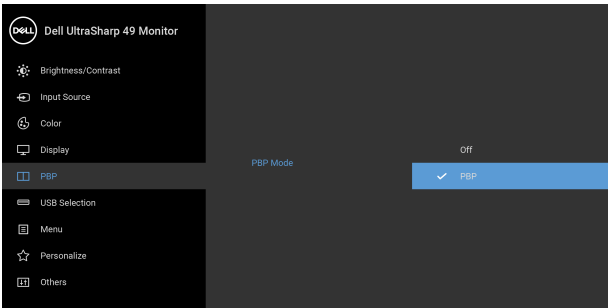 DELL Dell UltraSharp 49 Monitor
Brightness/Contrast
Input Source
Color
Display
PBP
USB Selection
Menu
Personalize
Others
PBP Mode
Off
PBP